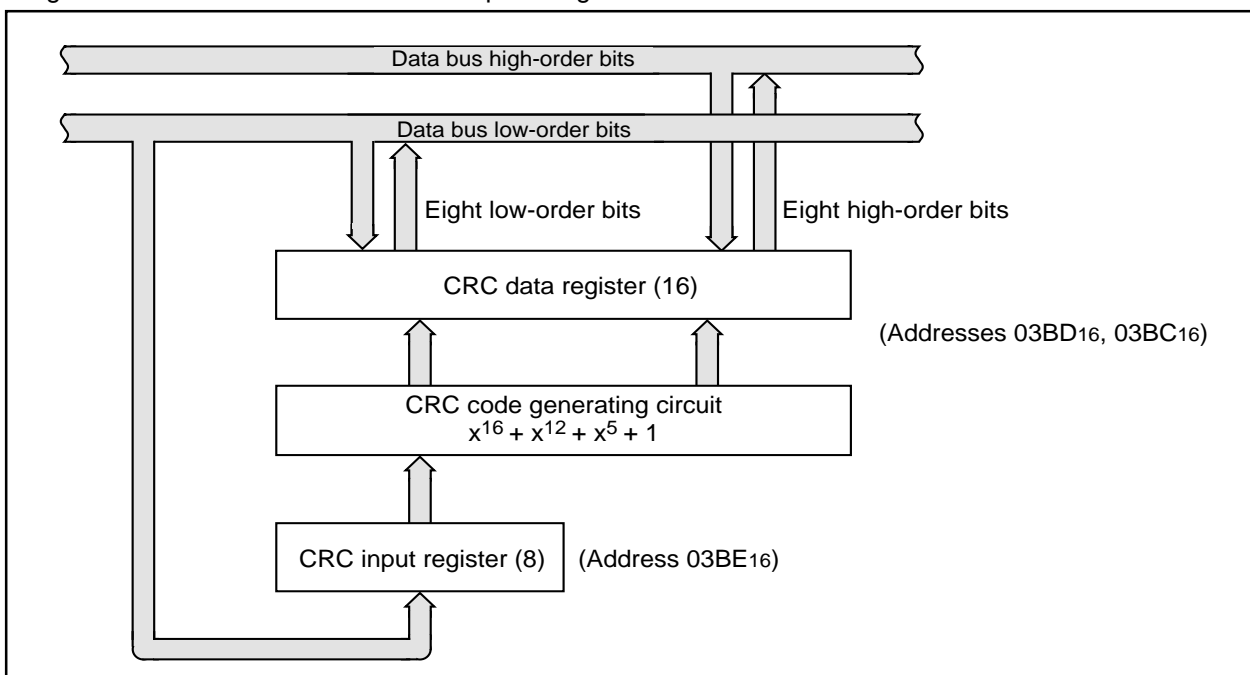 Data bus high-order bits
Data bus low-order bits
Eight low-order bits
Eight high-order bits
CRC data register (16)
(Addresses 03BD16, 03BC16)
CRC code generating circuit
x16 + x12 + x5 + 1
CRC input register (8)
(Address 03BE16)